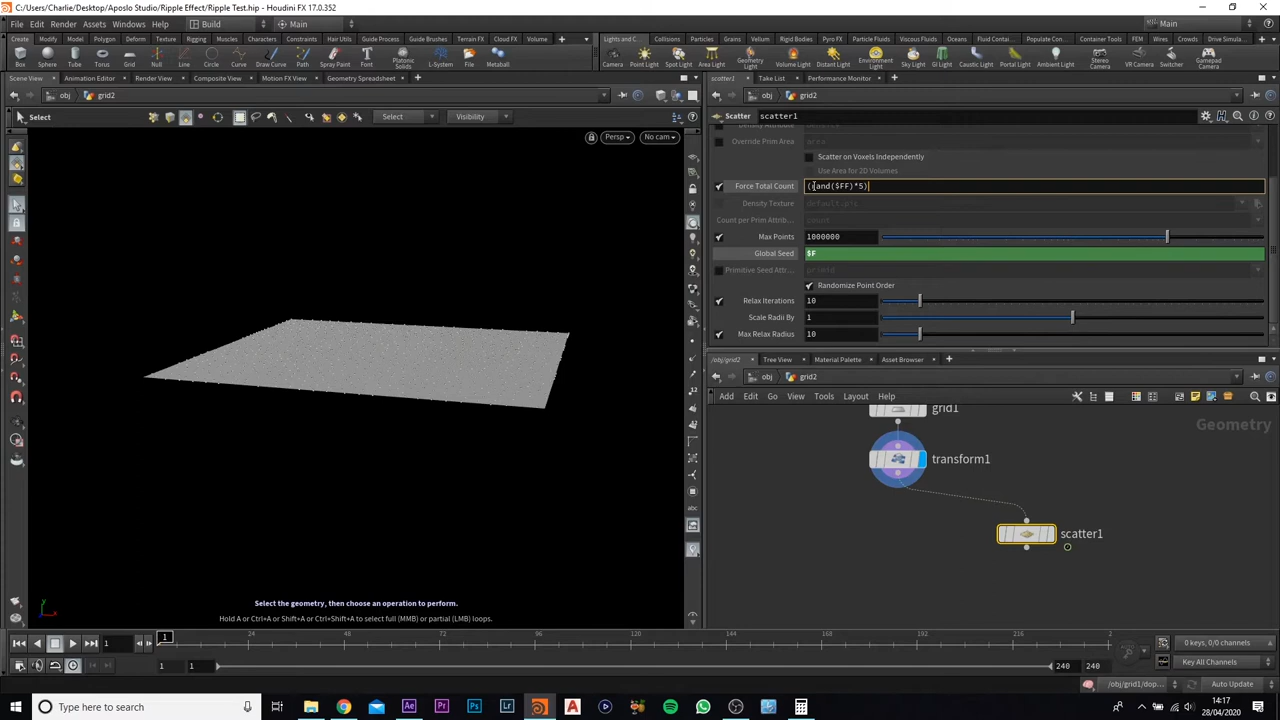 C:/Users/Charlie/Desktop/Aposlo Studio/Ripple Effect/Ripple Test.hip - Houdini FX 17.0.352
File Edit Render Assets Windows Help Build Main Main
Create Modify Model Polygon Deform Texture Rigging Muscles Characters Constraints Hair Utils Guide Process Guide Brushes Terrain FX Cloud FX Volume
Lights and C... Collisions Particles Grains Vellum Rigid Bodies Pyro FX Particle Fluids Viscous Fluids Oceans Fluid Contai... Populate Con... Container Tools FEM Wires Crowds Drive Simula...
Box Sphere Tube Torus Grid Line Circle Draw Curve Path Spray Paint Font Platonic Solids L-System File Metaball
Camera Point Light Spot Light Area Light Geometry Light Volume Light Distant Light Environment Light Sky Light GI Light Caustic Light Portal Light Ambient Light Stereo Camera VR Camera Switcher Gamepad Camera
Scene View Animation Editor Render View Composite View Motion FX View Geometry Spreadsheet
scatter1 Take List Performance Monitor
obj grid2
obj grid2
Select Select Visibility
Scatter scatter1
Persp No cam
Override Prim Area area
Scatter on Voxels Independently
Use Area for 2D Volumes
Force Total Count (rand($FF)*5)
Density Texture default.pic
Count per Prim Attrib... count
Max Points 1000000
Global Seed $F
Primitive Seed Attr... primid
Randomize Point Order
Relax Iterations 10
Scale Radii By 1
Max Relax Radius 10
/obj/grid2 Tree View Material Palette Asset Browser
obj grid2
Add Edit Go View Tools Layout Help
Geometry
grid1
transform1
scatter1
Select the geometry, then choose an operation to perform.
Hold A or Ctrl+A or Shift+A or Ctrl+Shift+A to select full (MMB) or partial (LMB) loops.
1 1 24 48 72 96 120 144 168 192 216 2
0 keys, 0/0 channels
1 1 240 240
Key All Channels
/obj/grid1/dop... Auto Update
Type here to search
14:17
28/04/2020